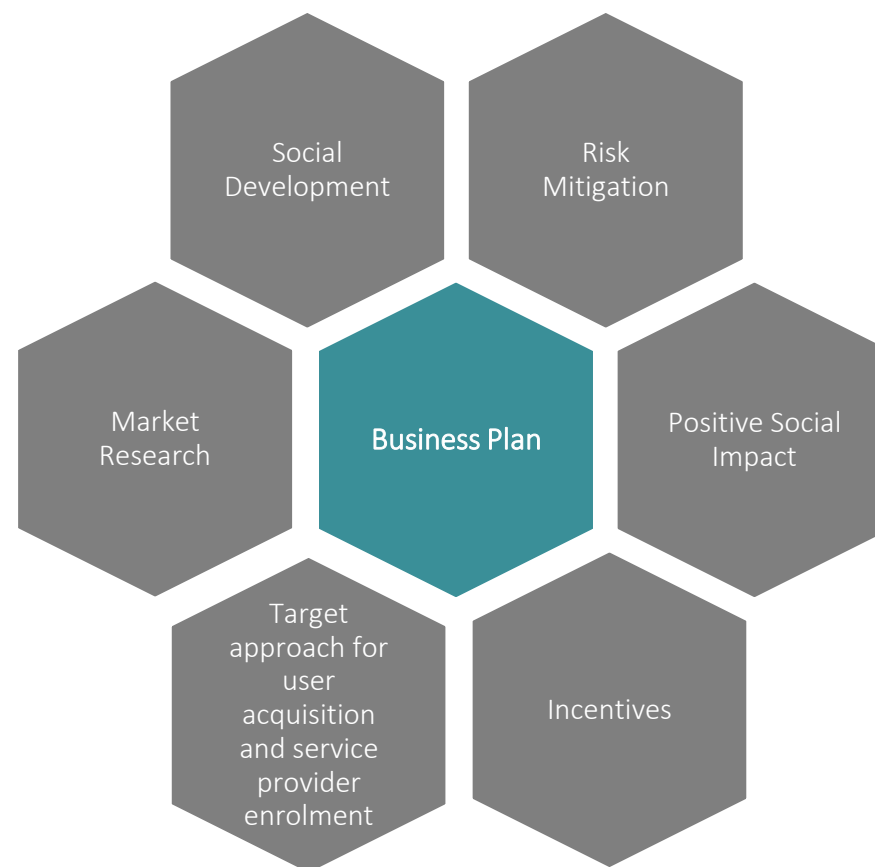 Social
Development
Risk
Mitigation
Market
Research
Business Plan
Positive Social
Impact
Target
approach for
user
acquisition
and service
provider
enrolment
Incentives